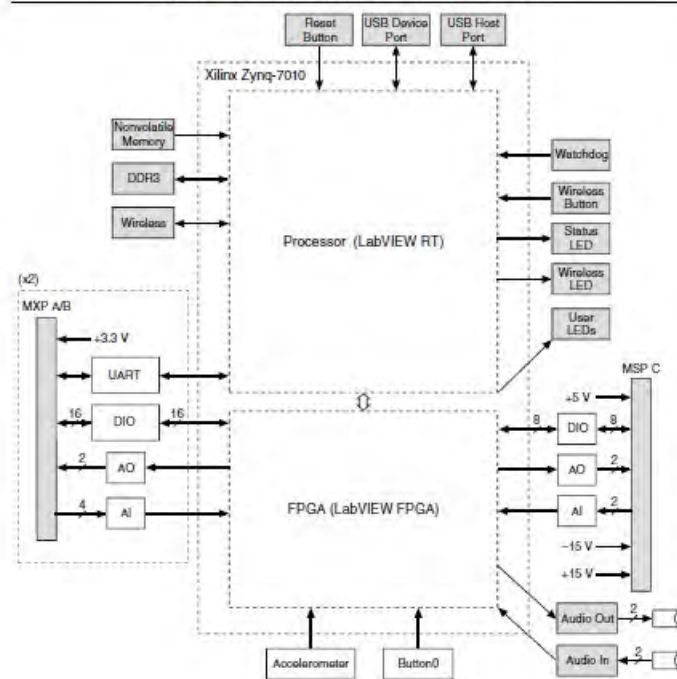 Reset
Button
USB Device
Port
USB Host
Port
Xilinx Zynq-7010
Nonvolatile
Memory
DDR3
Wireless
Processor (LabVIEW RT)
Watchdog
Wireless
Button
Status
LED
Wireless
LED
User
LEDs
(x2)
MXP A/B
+3.3 V
UART
16
DIO
16
2
AO
4
AI
FPGA (LabVIEW FPGA)
MSP C
+5 V
8
DIO
8
AO
2
AI
2
–15 V
+15 V
Audio Out
2
Audio In
2
Accelerometer
Button0